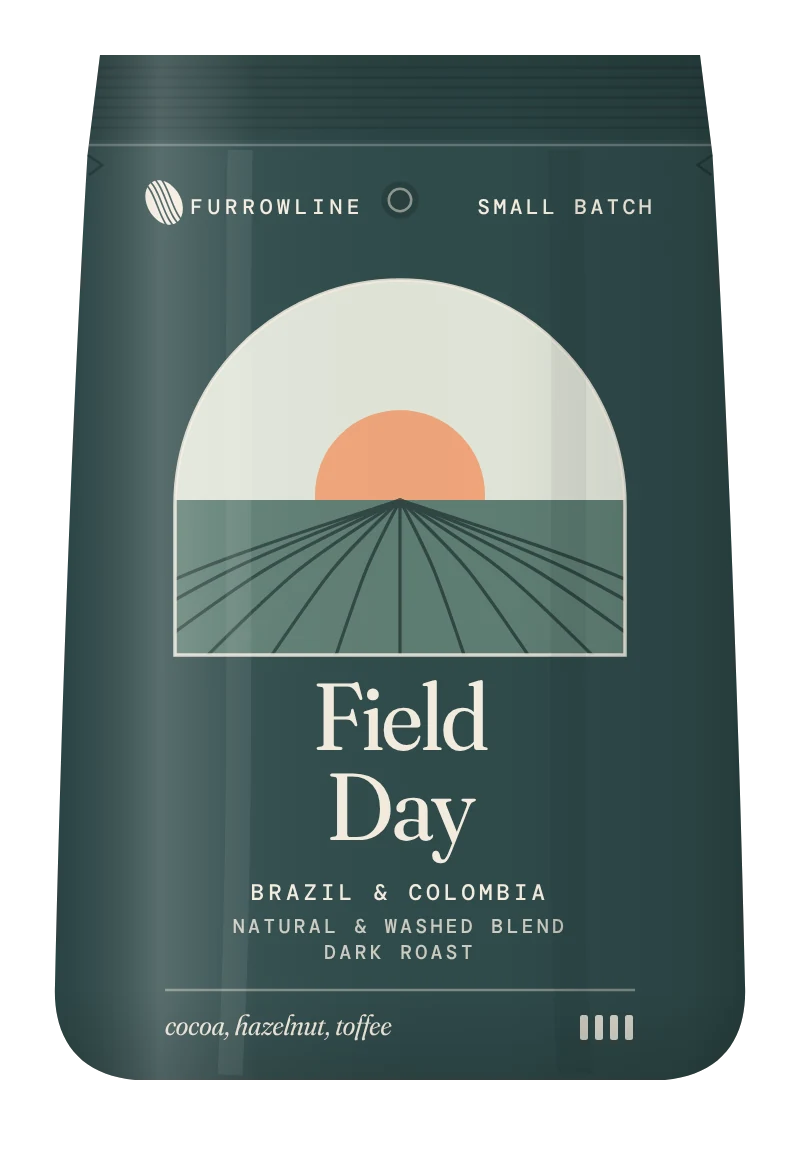 FURROWLINE
SMALL BATCH
Field
Day
BRAZIL & COLOMBIA
NATURAL & WASHED BLEND
DARK ROAST
cocoa, hazelnut, toffee